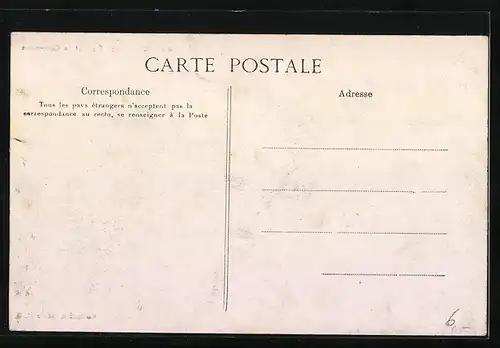 CARTE POSTALE
Correspondance
Tous les pays étrangers n'acceptent pas la
correspondance au recto, se renseigner à la Poste
Adresse
6,-